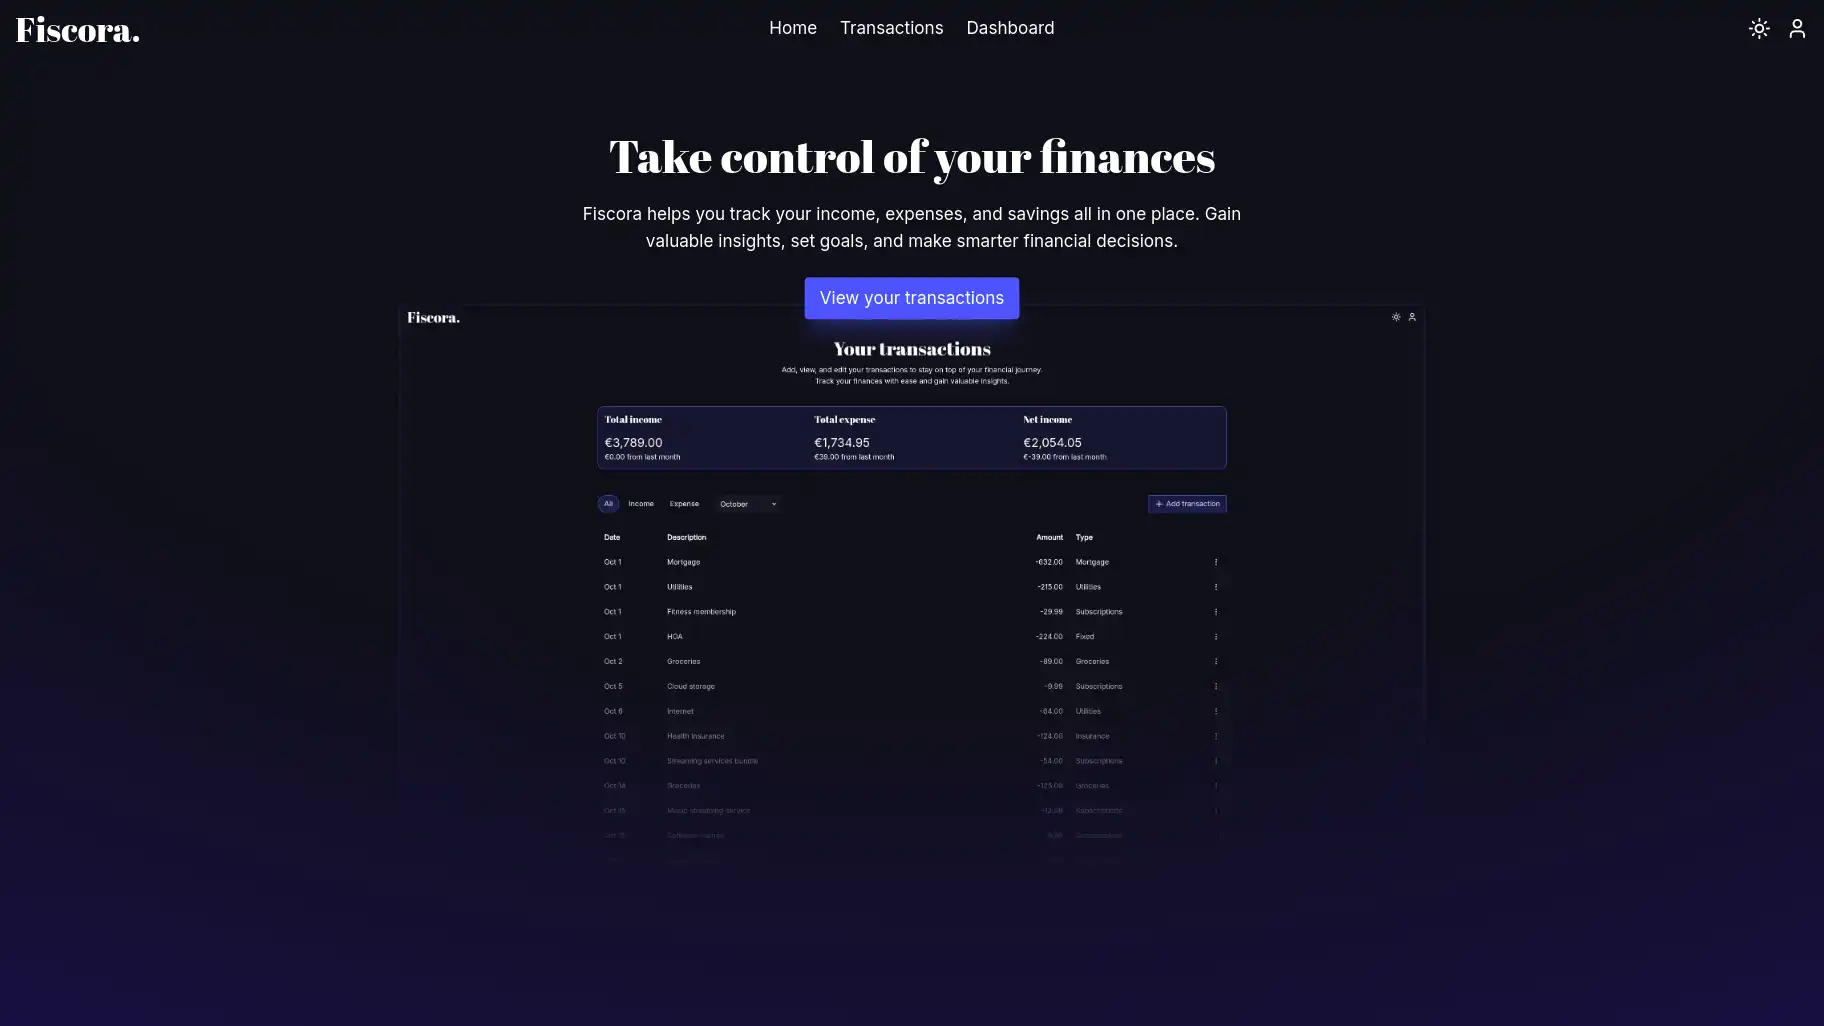 Fiscora.
Home Transactions Dashboard
Take control of your finances
Fiscora helps you track your income, expenses, and savings all in one place. Gain
valuable insights, set goals, and make smarter financial decisions.
View your transactions
Fiscora.
Your transactions
Add, view, and edit your transactions to stay on top of your financial journey.
Track your finances with ease and gain valuable insights.
Total income Total expense Net income
€3,789.00 €1,734.95 €2,054.05
€0.00 from last month €39.00 from last month €-39.00 from last month
All Income Expense October + Add transaction
Date Description Amount Type
Oct 1 Mortgage -632.00 Mortgage
Oct 1 Utilities -215.00 Utilities
Oct 1 Fitness membership -29.99 Subscriptions
Oct 1 HOA -224.00 Fixed
Oct 2 Groceries -89.00 Groceries
Oct 5 Cloud storage -9.99 Subscriptions
Oct 6 Internet -64.00 Utilities
Oct 10 Health insurance -124.00 Insurance
Oct 10 Streaming services bundle -54.00 Subscriptions
Oct 14 Groceries -125.00 Groceries
Music streaming service Subscriptions